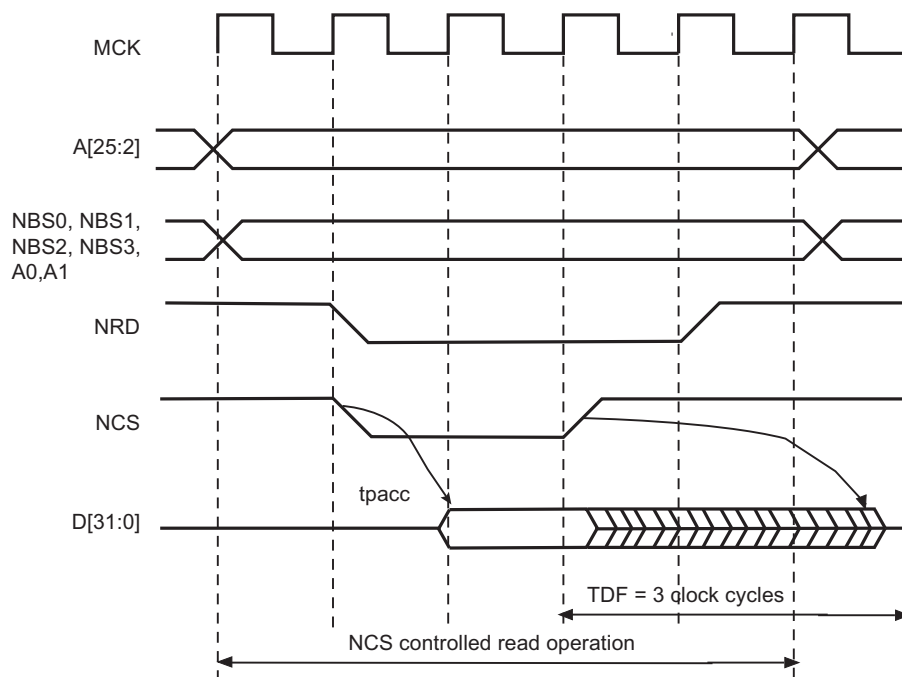 MCK
A[25:2]
NBS0, NBS1,
NBS2, NBS3,
A0,A1
NRD
NCS
tpacc
D[31:0]
TDF = 3 clock cycles
NCS controlled read operation